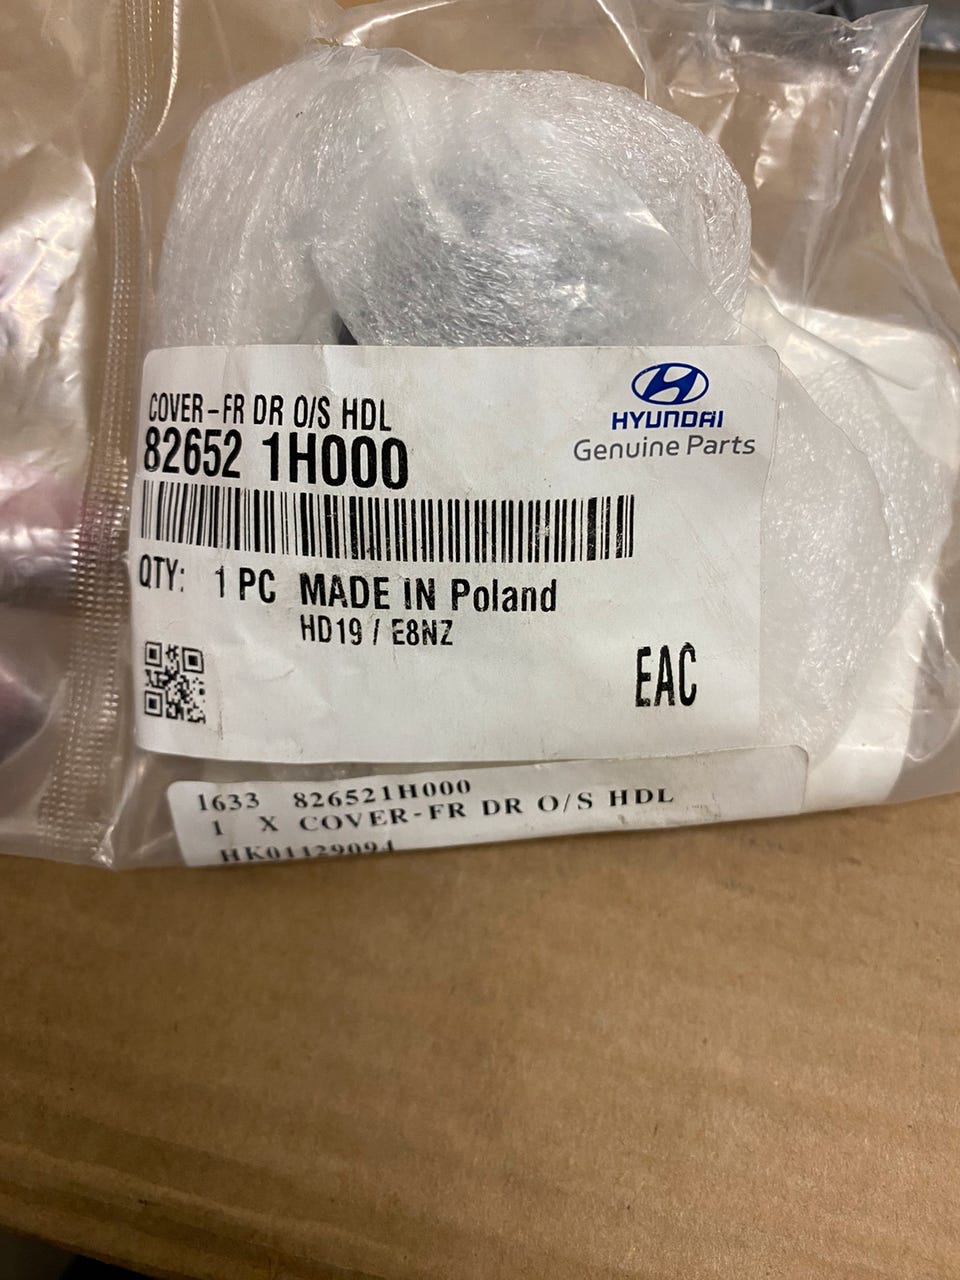 COVER-FR DR O/S HDL
82652 1H000
HYUNDAI
Genuine Parts
QTY: 1 PC MADE IN Poland
HD19 / E8NZ
EAC
1633 826521H000
1 X COVER-FR DR O/S HDL
HK01129094